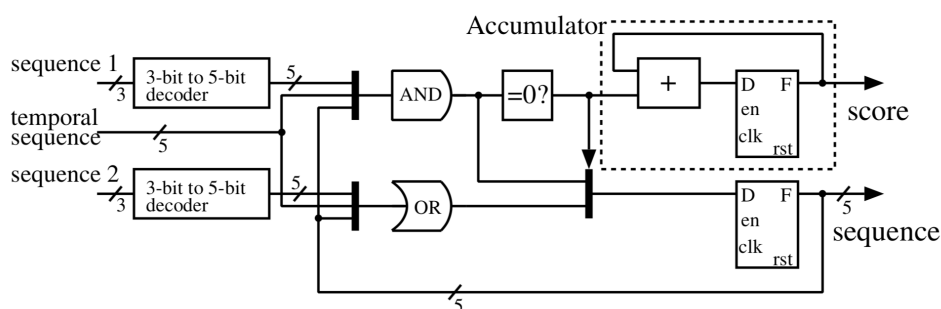 Accumulator
sequence 1
3
3-bit to 5-bit
decoder
5
AND
=0?
+
D F
en
clk
rst
score
temporal
sequence
5
sequence 2
3
3-bit to 5-bit
decoder
5
OR
D F
en
clk
rst
5
sequence
5